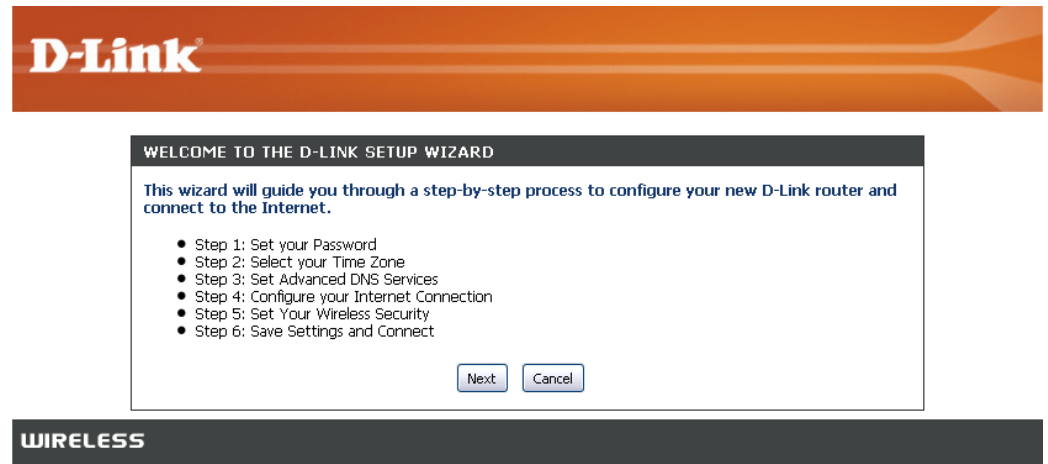 D-Link®
WELCOME TO THE D-LINK SETUP WIZARD
This wizard will guide you through a step-by-step process to configure your new D-Link router and
connect to the Internet.
● Step 1: Set your Password
● Step 2: Select your Time Zone
● Step 3: Set Advanced DNS Services
● Step 4: Configure your Internet Connection
● Step 5: Set Your Wireless Security
● Step 6: Save Settings and Connect
Next Cancel
WIRELESS